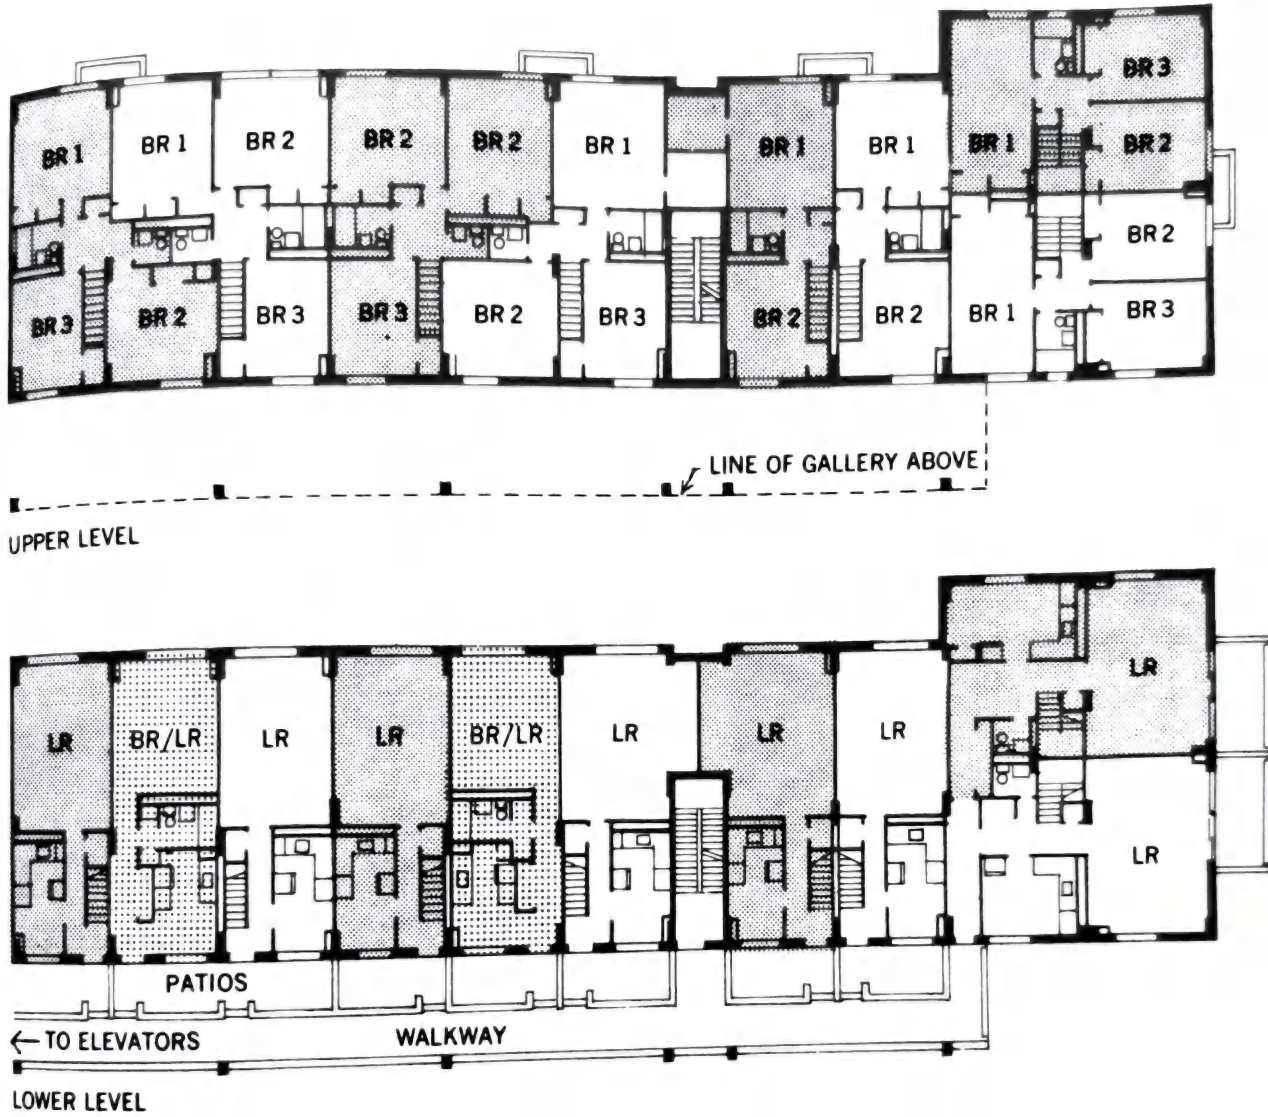 BR 3
BR 1 BR 1 BR 2 BR 2 BR 2 BR 1 BR 1 BR 1 BR 1 BR 2
BR 2
BR 3 BR 2 BR 3 BR 3 BR 2 BR 3 BR 2 BR 2 BR 1 BR 3
LINE OF GALLERY ABOVE
UPPER LEVEL
LR
LR BR/LR LR LR BR/LR LR LR LR
LR
PATIOS
← TO ELEVATORS WALKWAY
LOWER LEVEL